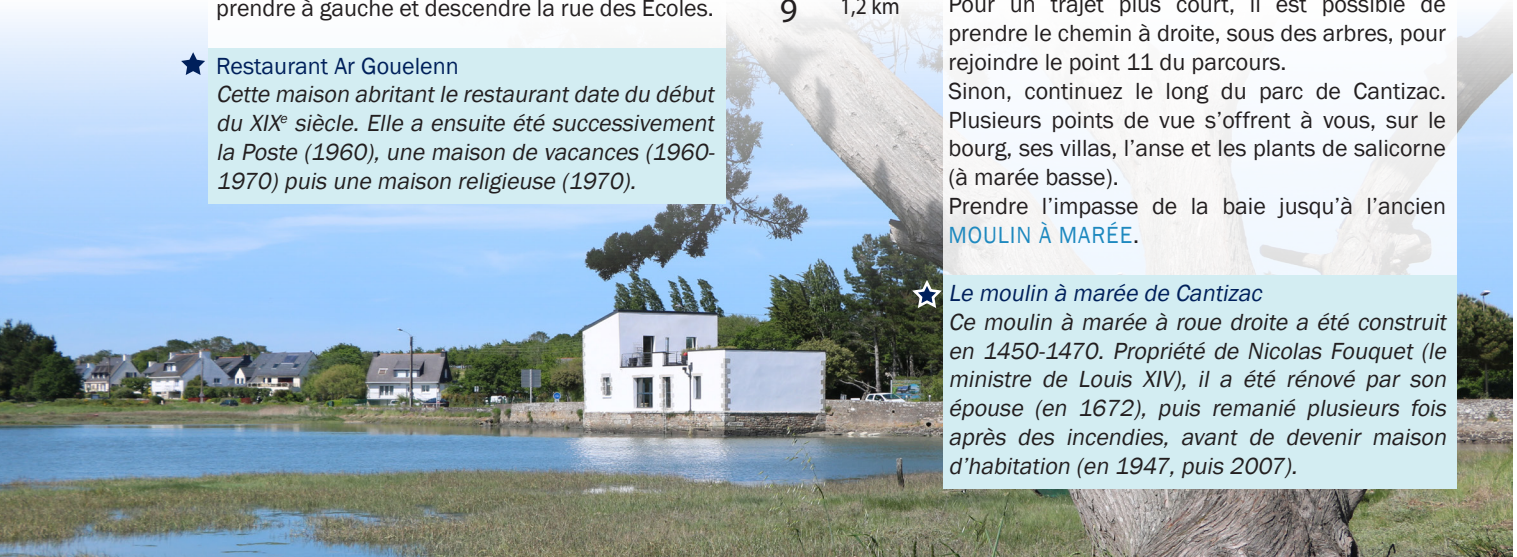 prendre à gauche et descendre la rue des Écoles.
Restaurant Ar Gouelenn
Cette maison abritant le restaurant date du début
du XIXe siècle. Elle a ensuite été successivement
la Poste (1960), une maison de vacances (1960-
1970) puis une maison religieuse (1970).
9 1,2 km
Pour un trajet plus court, il est possible de
prendre le chemin à droite, sous des arbres, pour
rejoindre le point 11 du parcours.
Sinon, continuez le long du parc de Cantizac.
Plusieurs points de vue s’offrent à vous, sur le
bourg, ses villas, l’anse et les plants de salicorne
(à marée basse).
Prendre l’impasse de la baie jusqu’à l’ancien
MOULIN À MARÉE.
Le moulin à marée de Cantizac
Ce moulin à marée à roue droite a été construit
en 1450-1470. Propriété de Nicolas Fouquet (le
ministre de Louis XIV), il a été rénové par son
épouse (en 1672), puis remanié plusieurs fois
après des incendies, avant de devenir maison
d’habitation (en 1947, puis 2007).